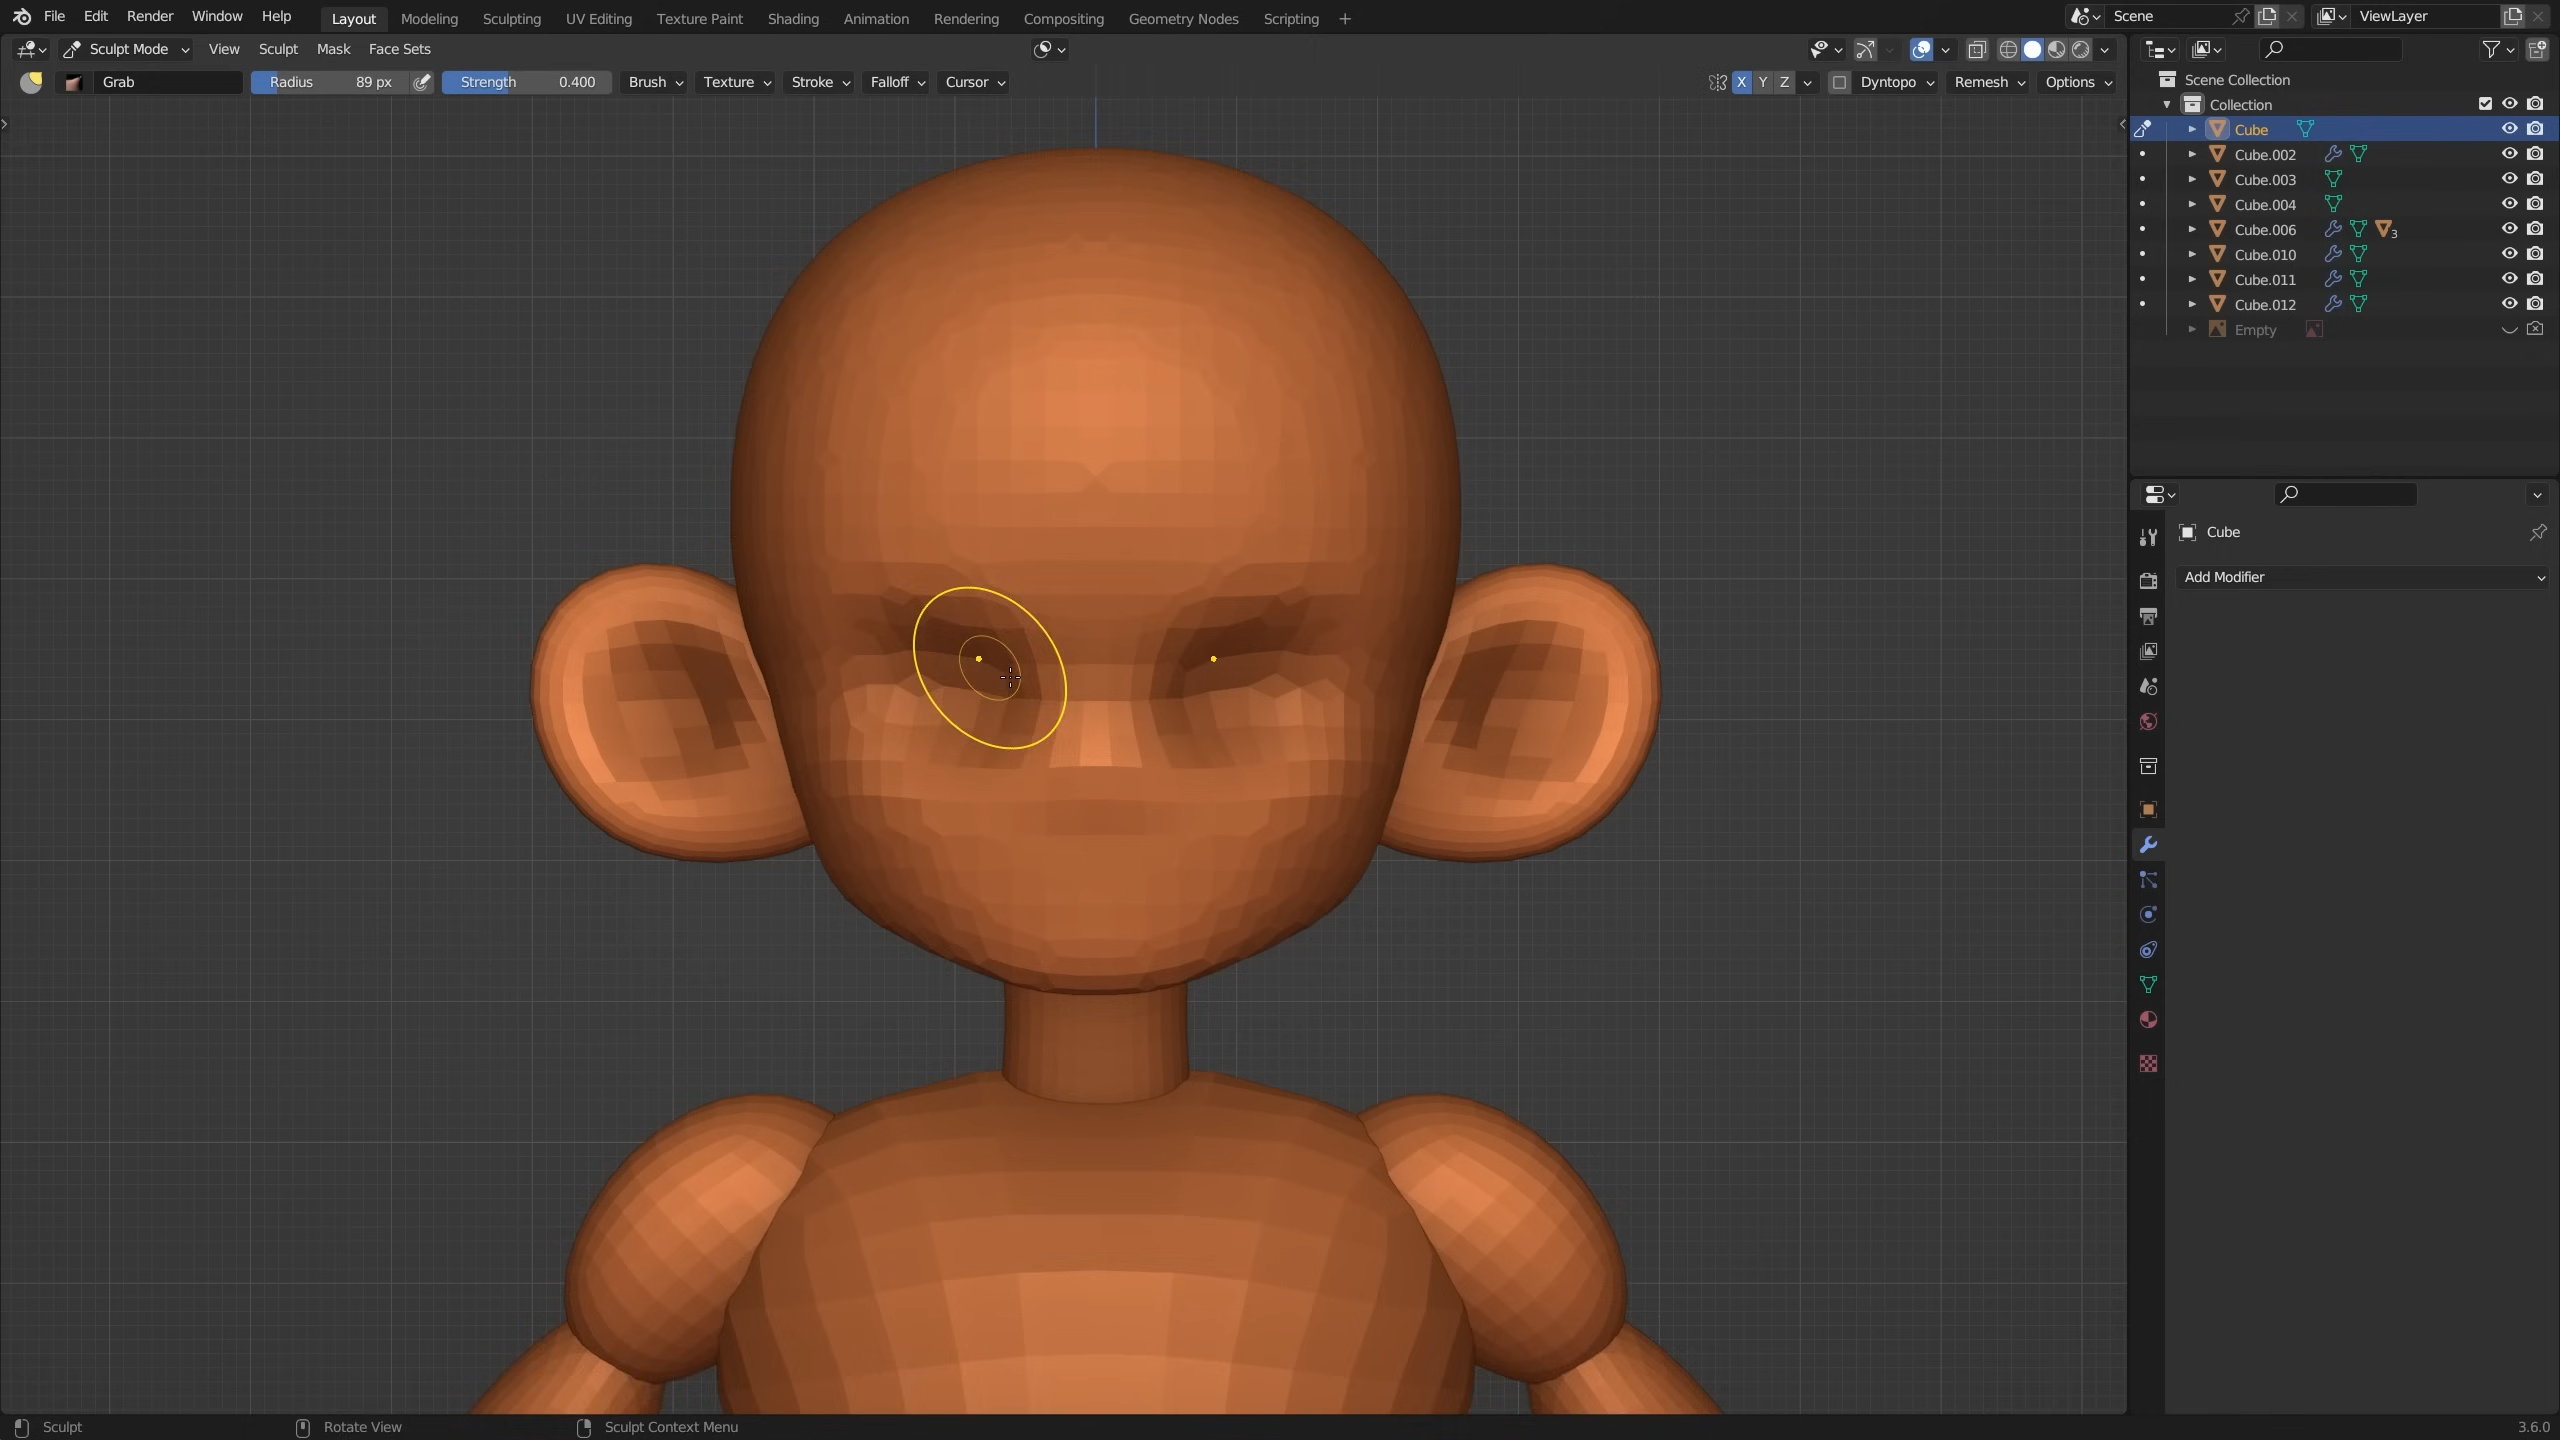 File Edit Render Window Help Layout Modeling Sculpting UV Editing Texture Paint Shading Animation Rendering Compositing Geometry Nodes Scripting + Scene ViewLayer
Sculpt Mode View Sculpt Mask Face Sets
Grab Radius 89 px Strength 0.400 Brush Texture Stroke Falloff Cursor X Y Z Dyntopo Remesh Options
Scene Collection
Collection
Cube
Cube.002
Cube.003
Cube.004
Cube.006 3
Cube.010
Cube.011
Cube.012
Empty
Cube
Add Modifier
Sculpt Rotate View Sculpt Context Menu 3.6.0